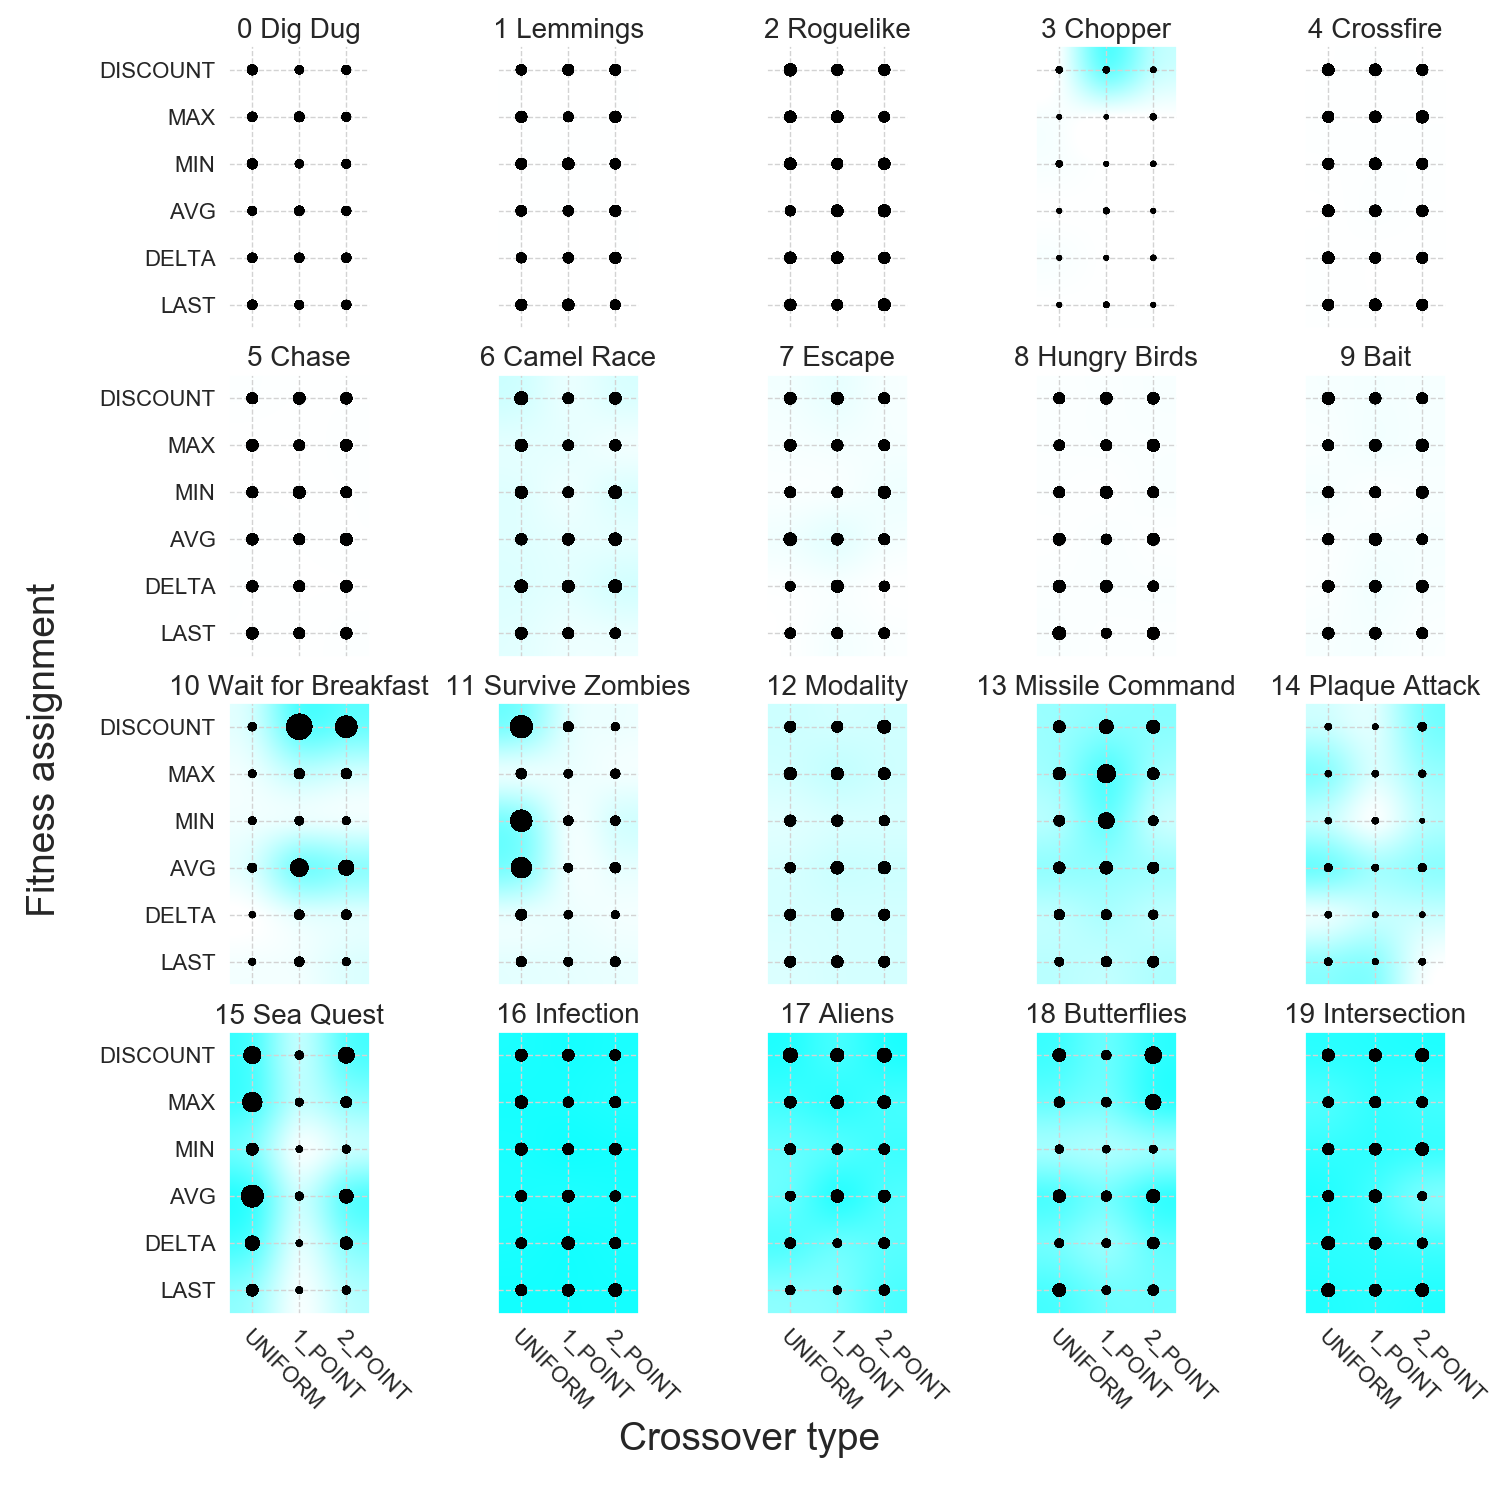 0 Dig Dug
1 Lemmings
2 Roguelike
3 Chopper
4 Crossfire
DISCOUNT
MAX
MIN
AVG
DELTA
LAST
5 Chase
6 Camel Race
7 Escape
8 Hungry Birds
9 Bait
DISCOUNT
MAX
MIN
AVG
DELTA
LAST
10 Wait for Breakfast
11 Survive Zombies
12 Modality
13 Missile Command
14 Plaque Attack
DISCOUNT
MAX
MIN
AVG
DELTA
LAST
15 Sea Quest
16 Infection
17 Aliens
18 Butterflies
19 Intersection
DISCOUNT
MAX
MIN
AVG
DELTA
LAST
UNIFORM
1_POINT
2_POINT
UNIFORM
1_POINT
2_POINT
UNIFORM
1_POINT
2_POINT
UNIFORM
1_POINT
2_POINT
UNIFORM
1_POINT
2_POINT
Fitness assignment
Crossover type